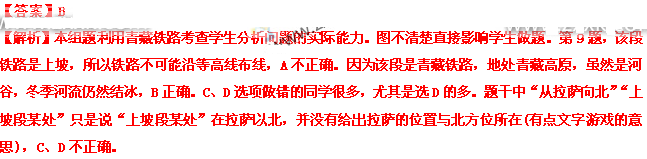 【答案】B
【解析】本组题利用青藏铁路考查学生分析问题的实际能力。图不清楚直接影响学生做题。第9题，该段
铁路是上坡，所以铁路不可能沿等高线布线，A不正确。因为该段是青藏铁路，地处青藏高原，虽然是河
谷，冬季河流仍然结冰，B正确。C、D选项做错的同学很多，尤其是选D的多。题干中“从拉萨向北”“上
坡段某处”只是说“上坡段某处”在拉萨以北，并没有给出拉萨的位置与北方位所在(有点文字游戏的意
思)，C、D不正确。